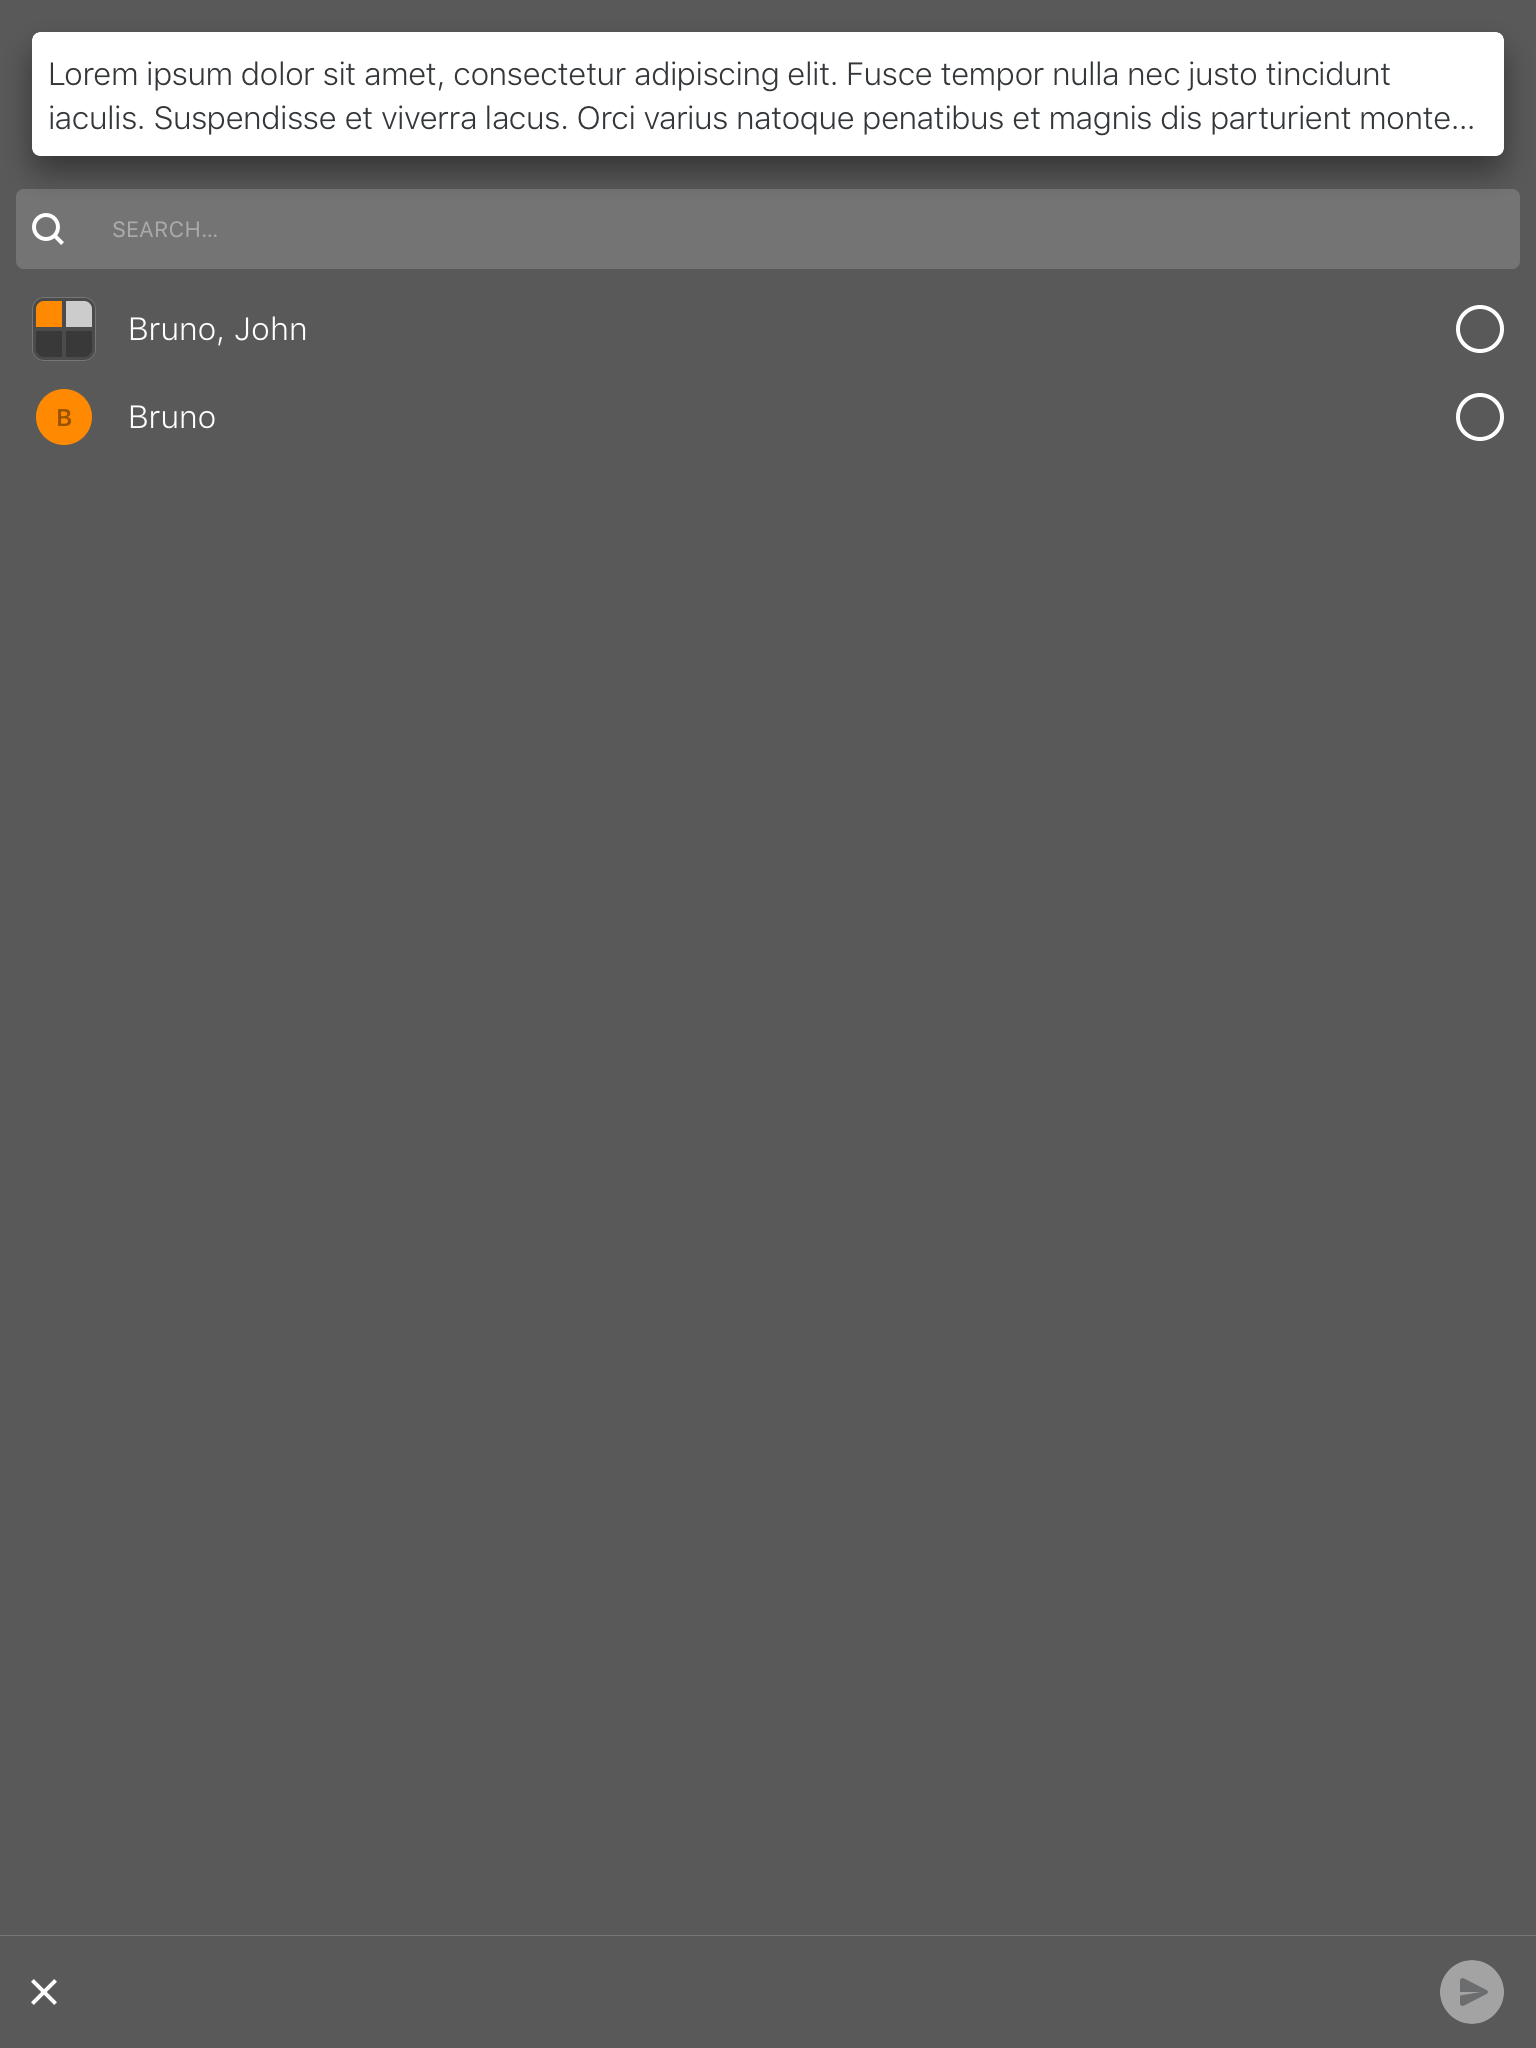 Lorem ipsum dolor sit amet, consectetur adipiscing elit. Fusce tempor nulla nec justo tincidunt
iaculis. Suspendisse et viverra lacus. Orci varius natoque penatibus et magnis dis parturient monte...
SEARCH...
Bruno, John
B
Bruno